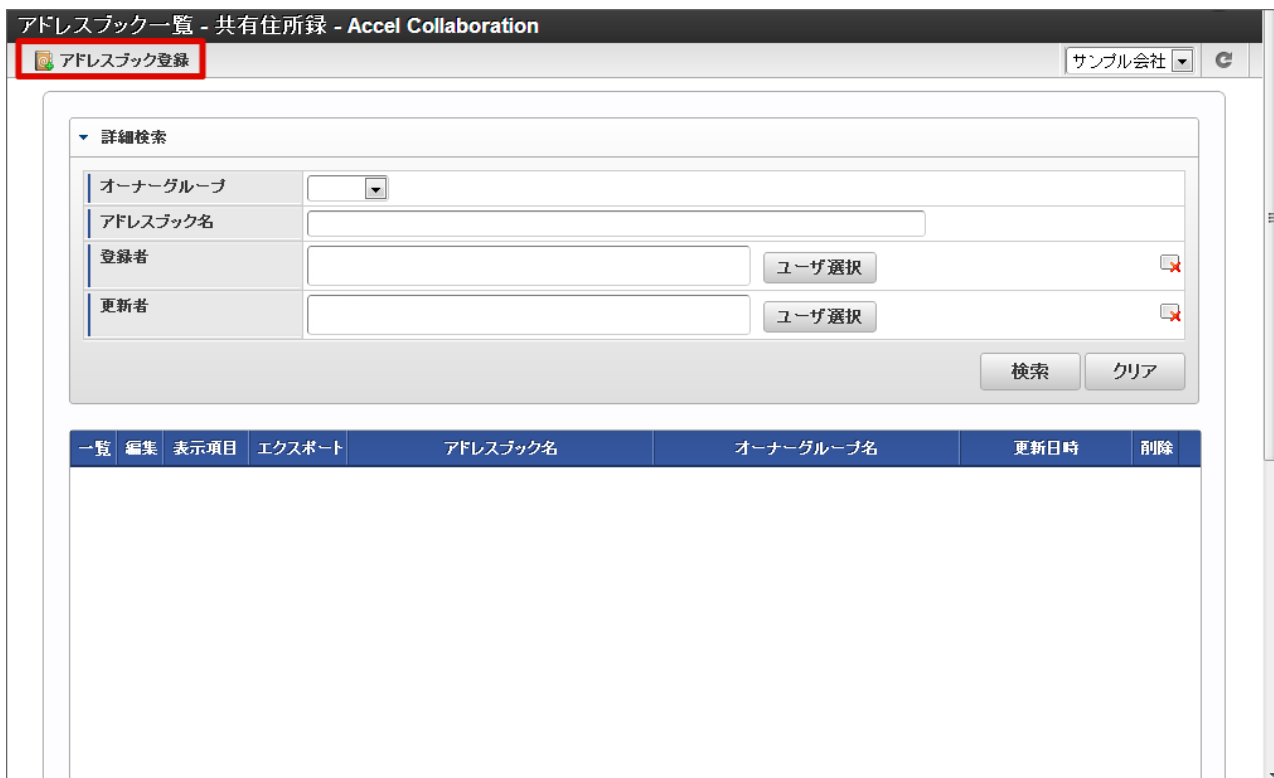 アドレスブック一覧 - 共有住所録 - Accel Collaboration
アドレスブック登録 サンプル会社
詳細検索
オーナーグループ
アドレスブック名
登録者 ユーザ選択
更新者 ユーザ選択
検索 クリア
一覧 編集 表示項目 エクスポート アドレスブック名 オーナーグループ名 更新日時 削除